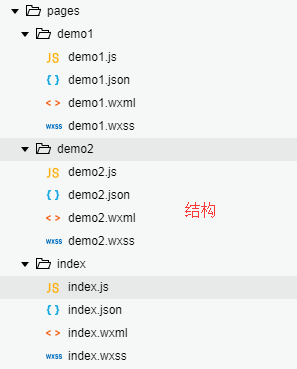 pages
demo1
JS demo1.js
{ } demo1.json
< > demo1.wxml
wxss demo1.wxss
demo2
JS demo2.js
{ } demo2.json
< > demo2.wxml
结构
wxss demo2.wxss
index
JS index.js
{ } index.json
< > index.wxml
wxss index.wxss